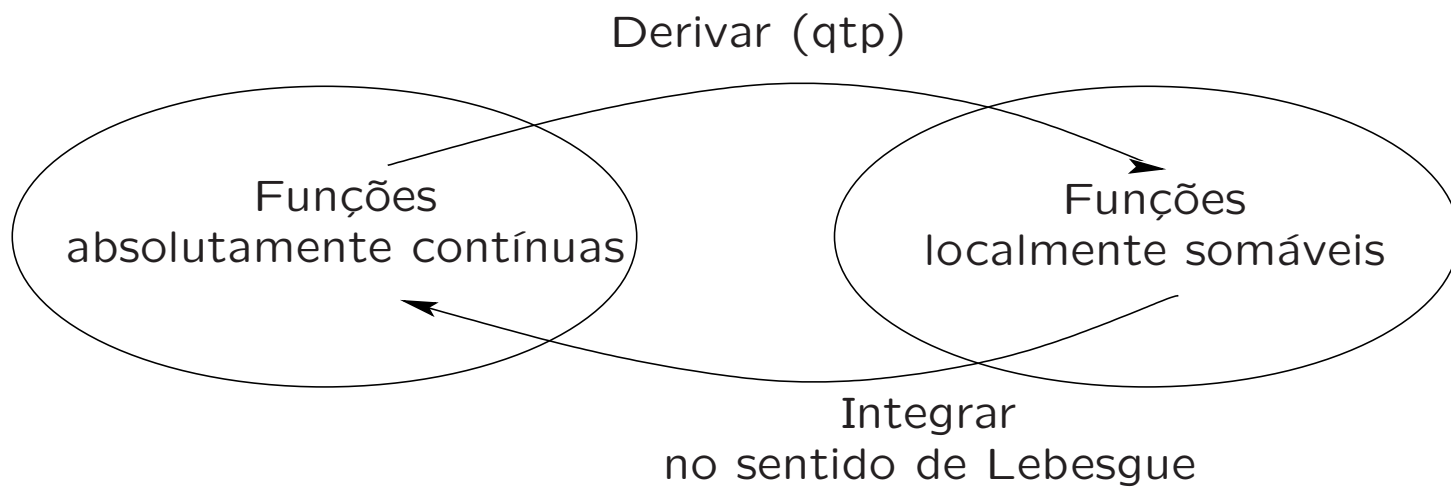 Derivar (qtp)
Funções
absolutamente contínuas
Funções
localmente somáveis
Integrar
no sentido de Lebesgue